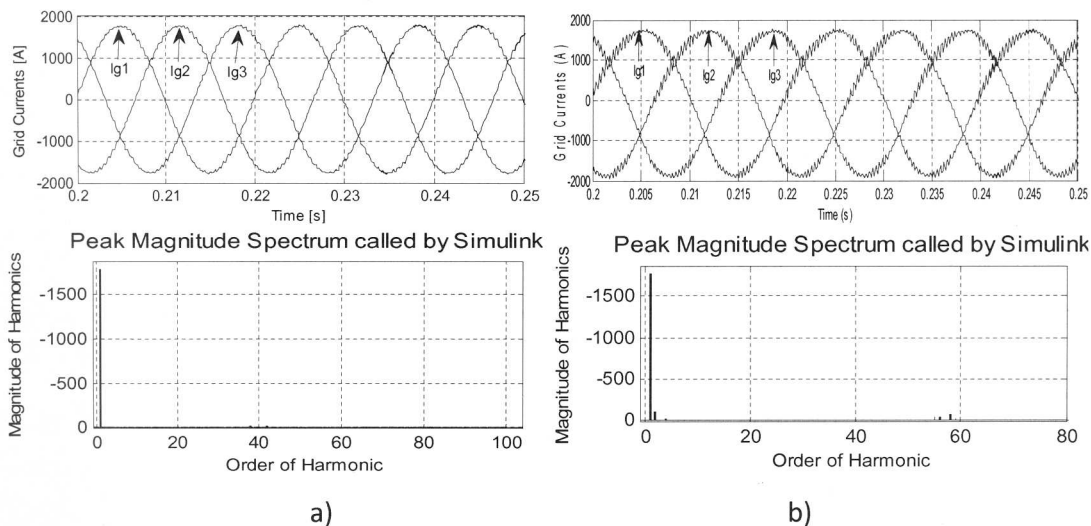 Grid Currents [A]
2000
1000
0
-1000
-2000
Ig1
Ig2
Ig3
0.2
0.21
0.22
0.23
0.24
0.25
Time [s]
Peak Magnitude Spectrum called by Simulink
Magnitude of Harmonics
-1500
-1000
-500
0
0
20
40
60
80
100
Order of Harmonic
a)
Grid Currents (A)
2000
1000
0
-1000
-2000
Ig1
Ig2
Ig3
0.2
0.205
0.21
0.215
0.22
0.225
0.23
0.235
0.24
0.245
0.25
Time (s)
Peak Magnitude Spectrum called by Simulink
Magnitude of Harmonics
-1500
-1000
-500
0
0
20
40
60
80
Order of Harmonic
b)